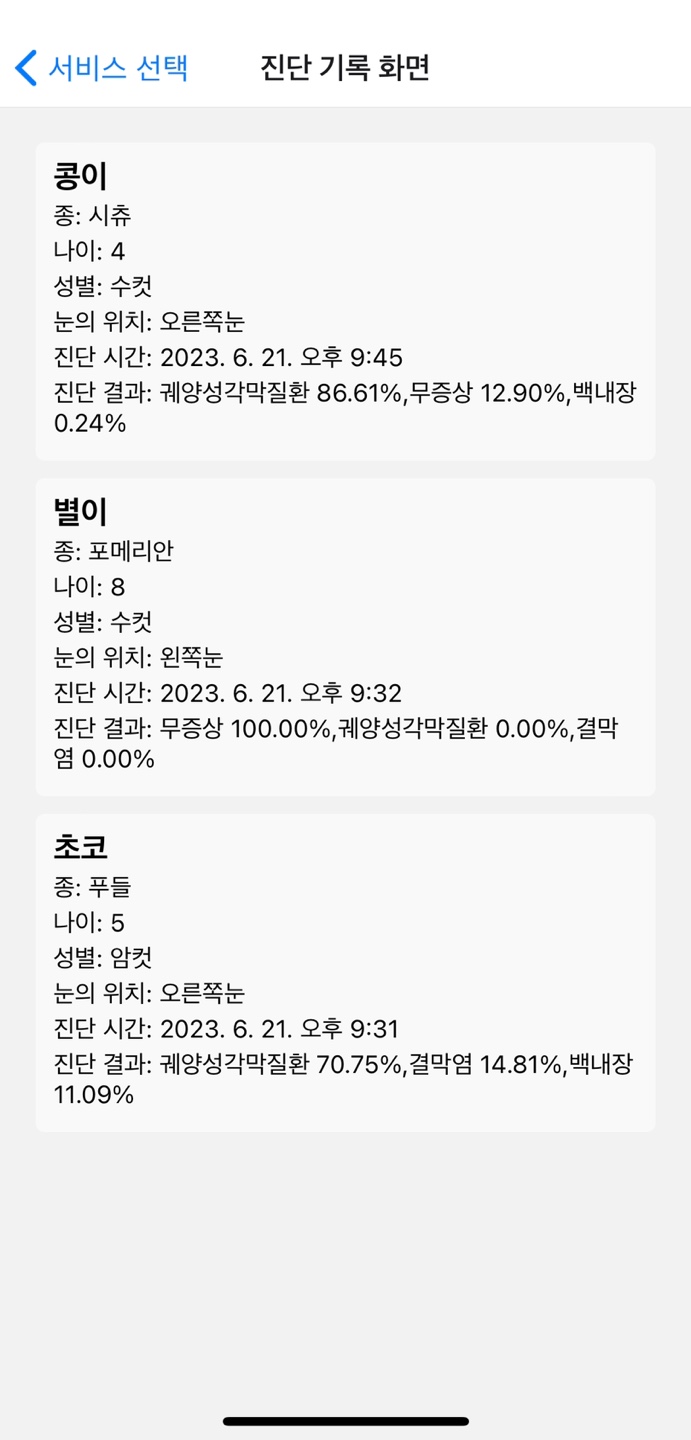 서비스 선택
진단 기록 화면
콩이
종: 시츄
나이: 4
성별: 수컷
눈의 위치: 오른쪽눈
진단 시간: 2023. 6. 21. 오후 9:45
진단 결과: 궤양성각막질환 86.61%,무증상 12.90%,백내장
0.24%
별이
종: 포메리안
나이: 8
성별: 수컷
눈의 위치: 왼쪽눈
진단 시간: 2023. 6. 21. 오후 9:32
진단 결과: 무증상 100.00%,궤양성각막질환 0.00%,결막
염 0.00%
초코
종: 푸들
나이: 5
성별: 암컷
눈의 위치: 오른쪽눈
진단 시간: 2023. 6. 21. 오후 9:31
진단 결과: 궤양성각막질환 70.75%,결막염 14.81%,백내장
11.09%